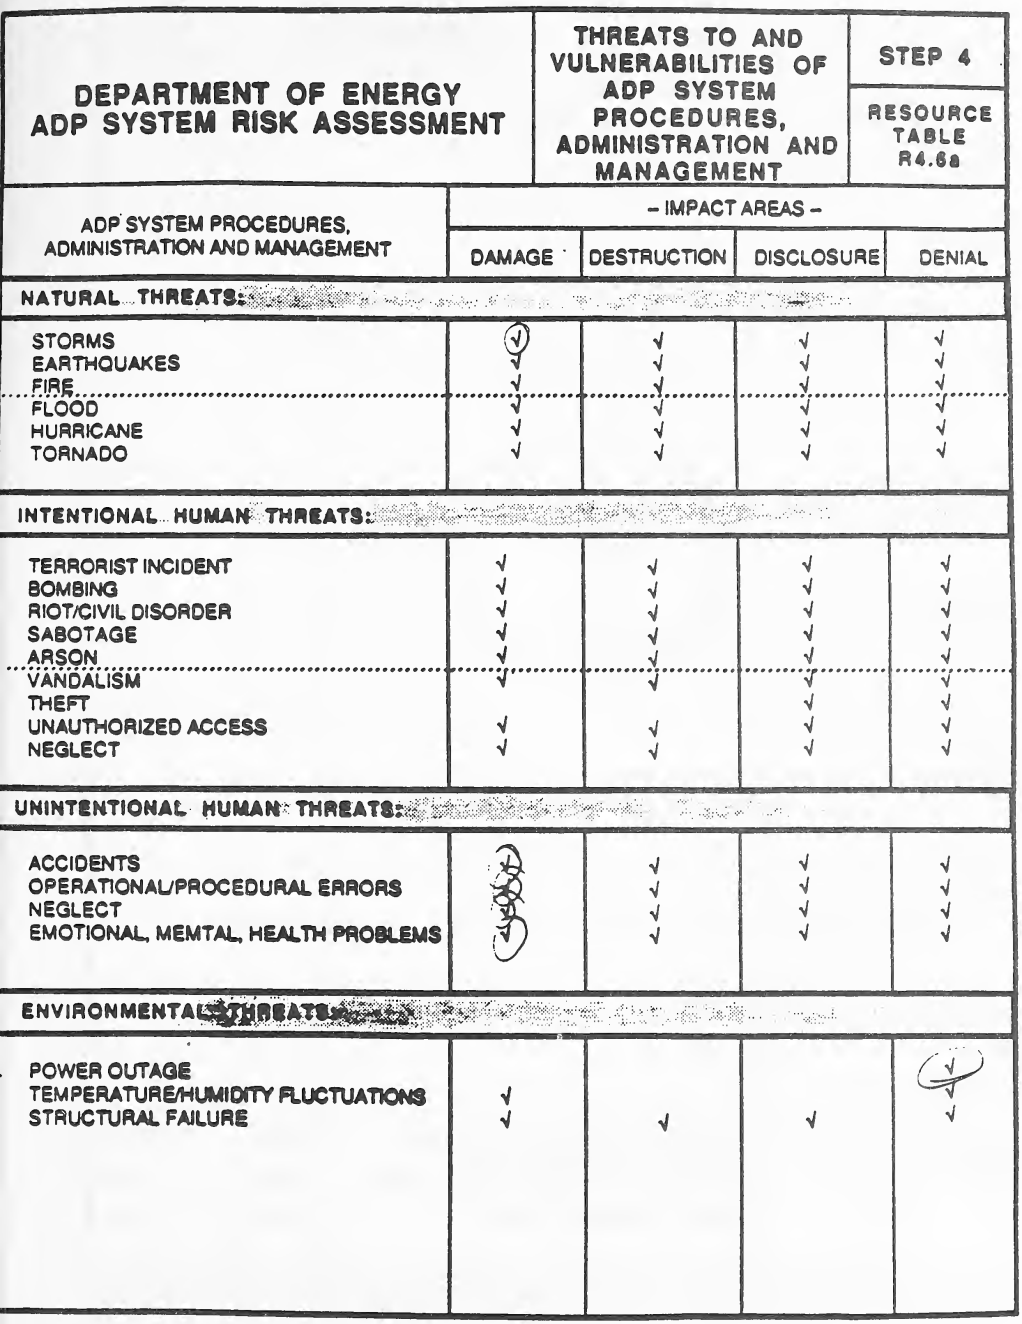 DEPARTMENT OF ENERGY
ADP SYSTEM RISK ASSESSMENT
THREATS TO AND
VULNERABILITIES OF
ADP SYSTEM
PROCEDURES,
ADMINISTRATION AND
MANAGEMENT
STEP 4
RESOURCE
TABLE
R4.6a
ADP SYSTEM PROCEDURES,
ADMINISTRATION AND MANAGEMENT
– IMPACT AREAS –
DAMAGE DESTRUCTION DISCLOSURE DENIAL
NATURAL THREATS:
STORMS √ √ √ √
EARTHQUAKES √ √ √ √
FIRE √ √ √ √
FLOOD √ √ √ √
HURRICANE √ √ √ √
TORNADO √ √ √ √
INTENTIONAL HUMAN THREATS:
TERRORIST INCIDENT √ √ √ √
BOMBING √ √ √ √
RIOT/CIVIL DISORDER √ √ √ √
SABOTAGE √ √ √ √
ARSON √ √ √ √
VANDALISM √ √ √ √
THEFT √ √
UNAUTHORIZED ACCESS √ √ √ √
NEGLECT √ √ √ √
UNINTENTIONAL HUMAN THREATS:
ACCIDENTS √ √ √ √
OPERATIONAL/PROCEDURAL ERRORS √ √ √ √
NEGLECT √ √ √ √
EMOTIONAL, MEMTAL, HEALTH PROBLEMS √ √ √ √
ENVIRONMENTAL THREATS:
POWER OUTAGE √
TEMPERATURE/HUMIDITY FLUCTUATIONS √ √
STRUCTURAL FAILURE √ √ √ √